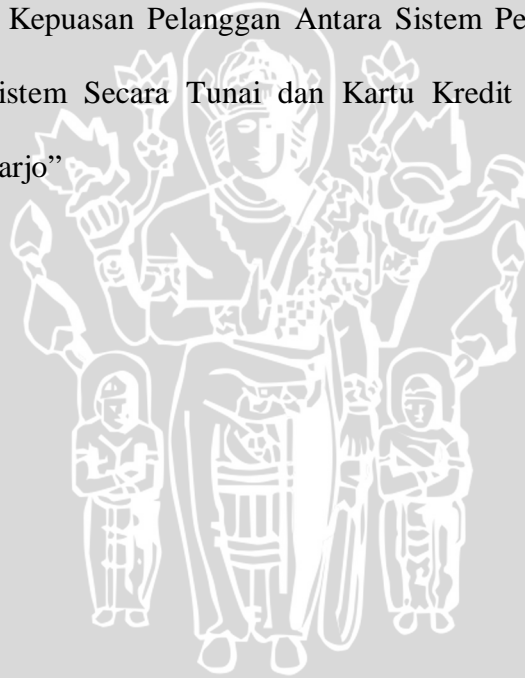 Kepuasan Pelanggan Antara Sistem Pe
istem Secara Tunai dan Kartu Kredit
arjo”